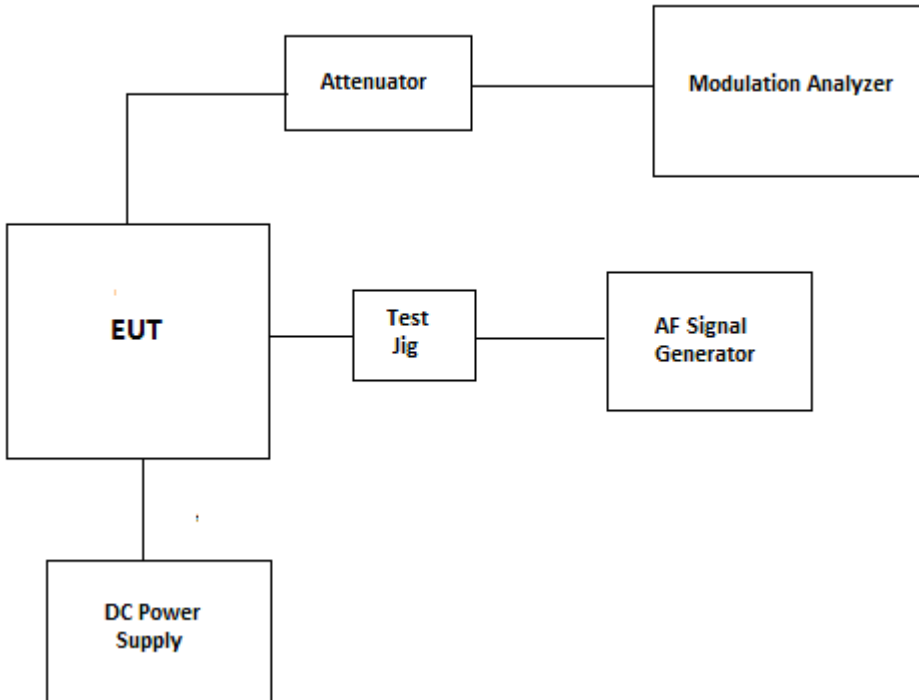 Attenuator
Modulation Analyzer
EUT
Test
Jig
AF Signal
Generator
DC Power
Supply